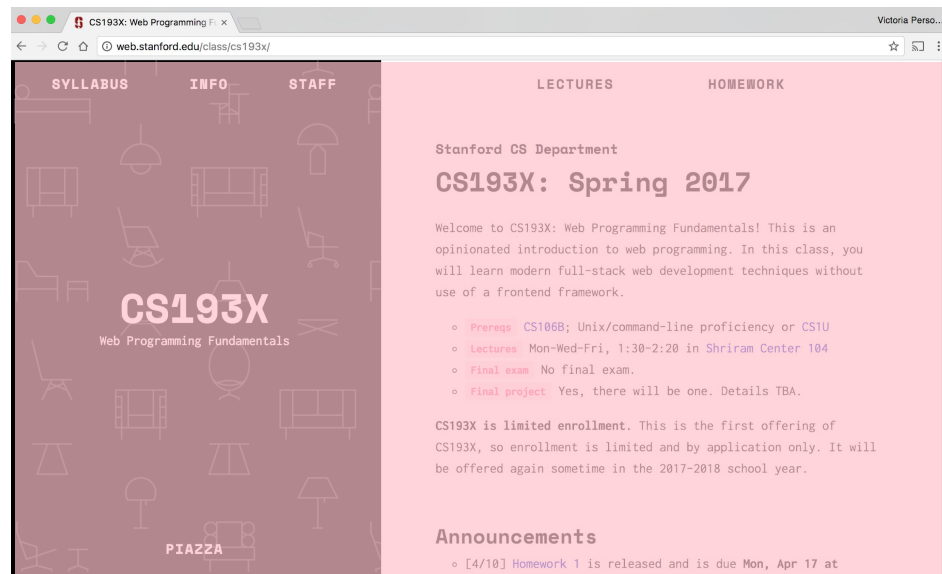 CS193X: Web Programming Fu
Victoria Perso...
web.stanford.edu/class/cs193x/
SYLLABUS INFO STAFF LECTURES HOMEWORK
CS193X
Web Programming Fundamentals
PIAZZA
Stanford CS Department
CS193X: Spring 2017
Welcome to CS193X: Web Programming Fundamentals! This is an
opinionated introduction to web programming. In this class, you
will learn modern full-stack web development techniques without
use of a frontend framework.
Prereqs CS106B; Unix/command-line proficiency or CS1U
Lectures Mon-Wed-Fri, 1:30-2:20 in Shriram Center 104
Final exam No final exam.
Final project Yes, there will be one. Details TBA.
CS193X is limited enrollment. This is the first offering of
CS193X, so enrollment is limited and by application only. It will
be offered again sometime in the 2017-2018 school year.
Announcements
[4/10] Homework 1 is released and is due Mon, Apr 17 at